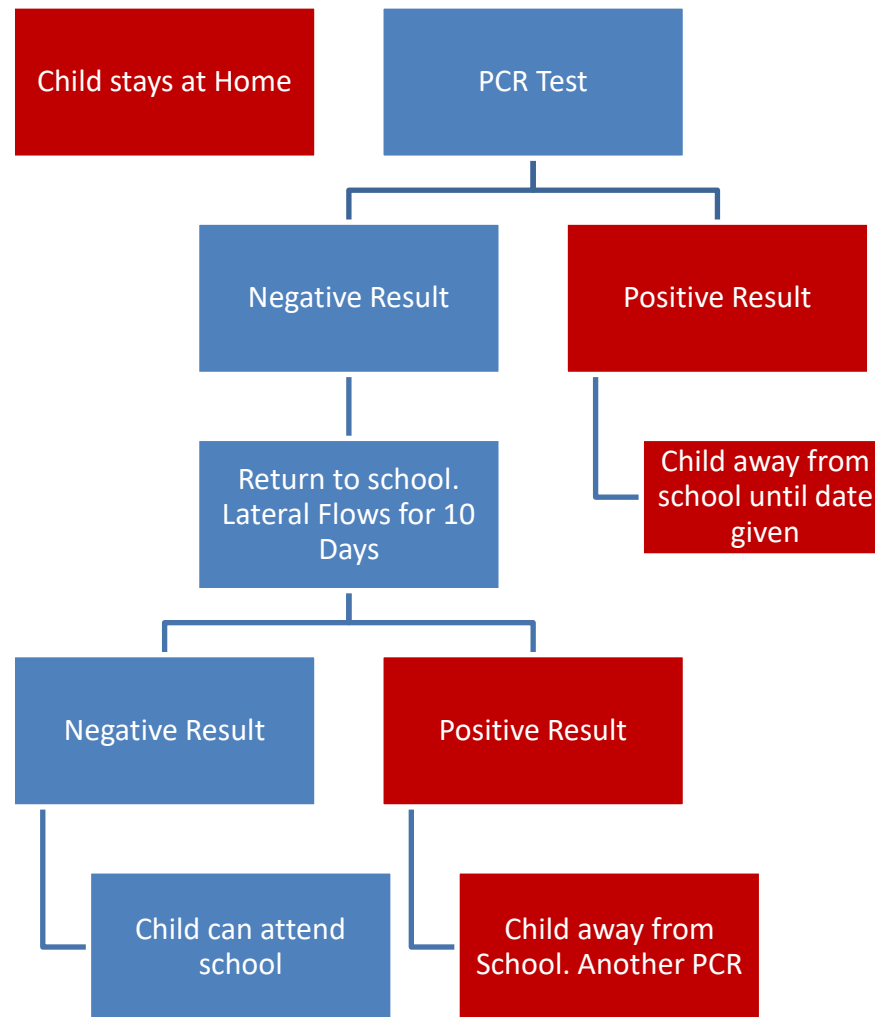 Child stays at Home
PCR Test
Negative Result
Positive Result
Return to school.
Lateral Flows for 10
Days
Child away from
school until date
given
Negative Result
Positive Result
Child can attend
school
Child away from
School. Another PCR